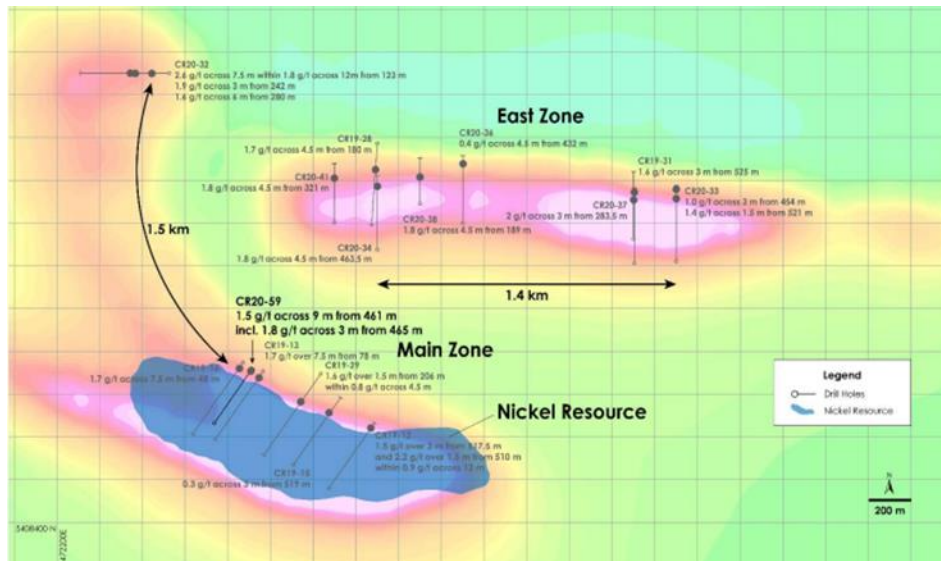 CR20-32
2.6 g/t across 7.5 m within 1.8 g/t across 12m from 123 m
1.9 g/t across 3 m from 242 m
1.6 g/t across 6 m from 280 m
East Zone
CR19-28
1.7 g/t across 4.5 m from 180 m
CR20-36
0.4 g/t across 4.5 m from 432 m
CR19-31
1.6 g/t across 3 m from 525 m
CR20-41
1.8 g/t across 4.5 m from 321 m
CR20-33
1.0 g/t across 3 m from 454 m
1.4 g/t across 1.5 m from 521 m
CR20-37
2 g/t across 3 m from 283.5 m
CR20-38
1.8 g/t across 4.5 m from 189 m
CR20-34
1.8 g/t across 4.5 m from 463.5 m
1.5 km
1.4 km
CR20-59
1.5 g/t across 9 m from 461 m
incl. 1.8 g/t across 3 m from 465 m
CR19-13
1.7 g/t over 7.5 m from 78 m
Main Zone
CR19-29
1.6 g/t over 1.5 m from 206 m
within 0.8 g/t across 4.5 m
1.7 g/t across 7.5 m from 48 m
Nickel Resource
and 2.2 g/t over 1.5 m from 510 m
within 0.9 g/t across 12 m
CR19-15
0.3 g/t across 3 m from 519 m
Legend
Drill Holes
Nickel Resource
N
200 m
5408400 N
472200E